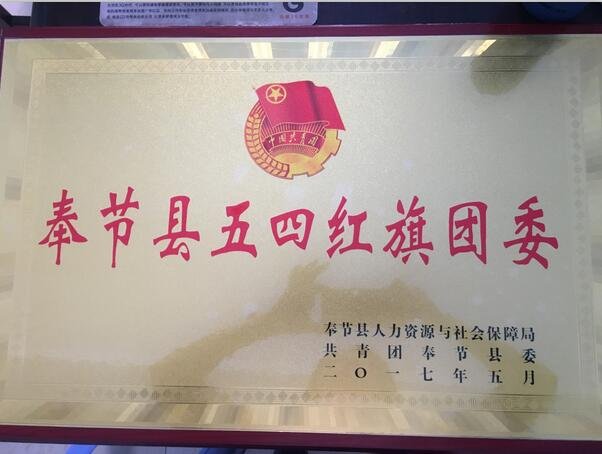 中国共青团
奉节县五四红旗团委
奉节县人力资源与社会保障局
共青团奉节县委
二〇一七年五月